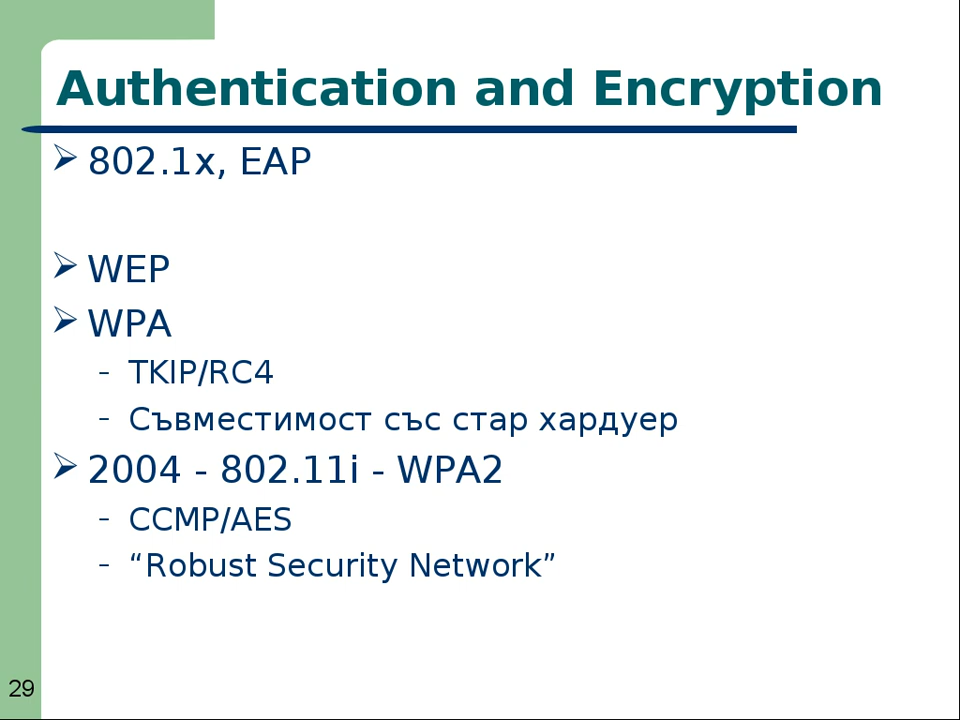 Authentication and Encryption
802.1x, EAP
WEP
WPA
– TKIP/RC4
– Съвместимост със стар хардуер
2004 - 802.11i - WPA2
– CCMP/AES
– “Robust Security Network”
29